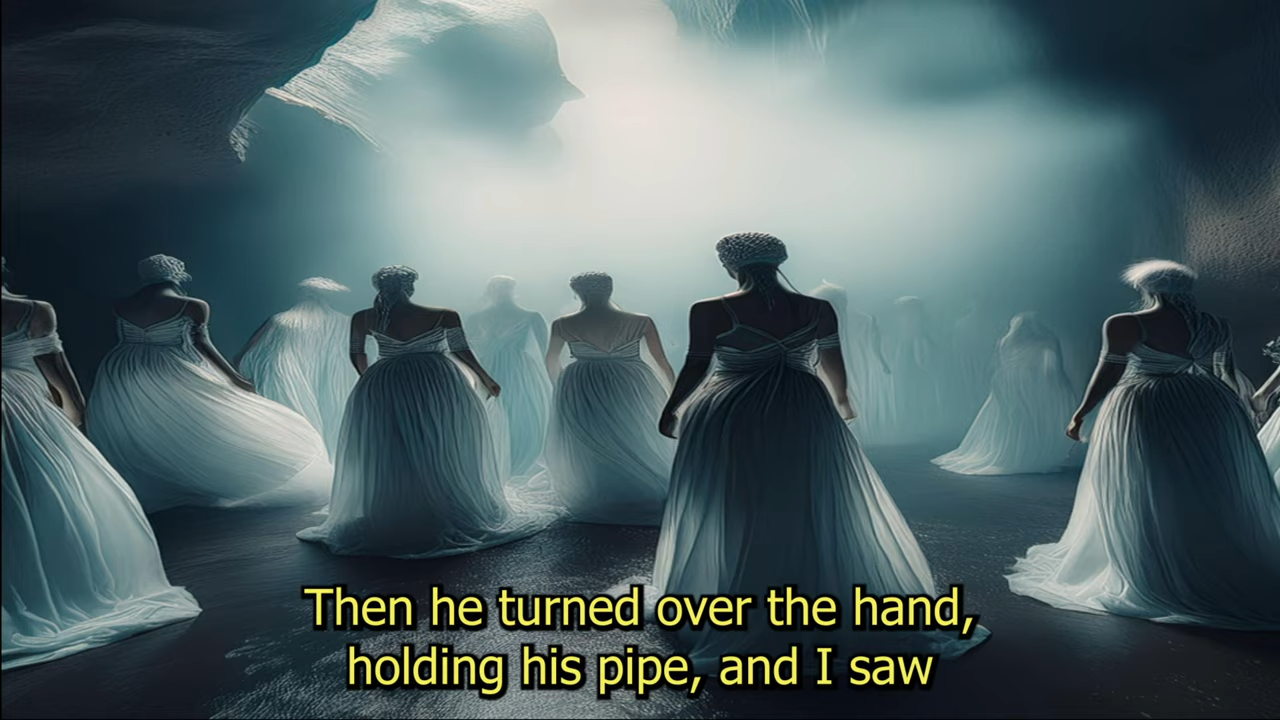 Then he turned over the hand,
holding his pipe, and I saw